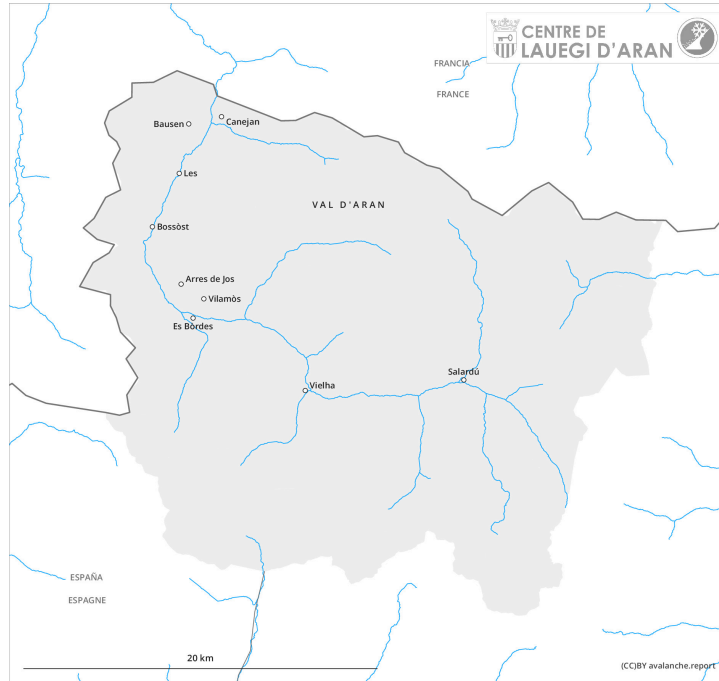 CENTRE DE
LAUEGI D'ARAN
FRANCIA
FRANCE
Canejan
Bausen
Les
VAL D'ARAN
Bossòst
Arres de Jos
Vilamòs
Es Bòrdes
Salardú
Vielha
ESPAÑA
ESPAGNE
20 km
(CC)BY avalanche.report